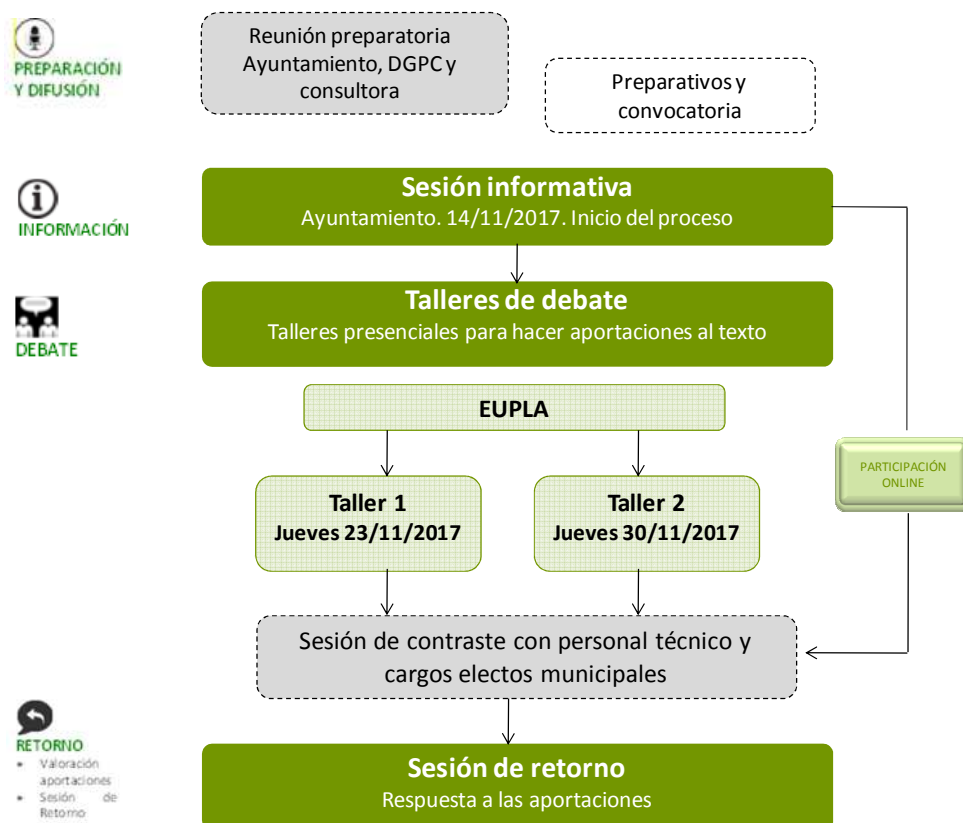 PREPARACIÓN
Y DIFUSIÓN
Reunión preparatoria
Ayuntamiento, DGPC y
consultora
Preparativos y
convocatoria
INFORMACIÓN
Sesión informativa
Ayuntamiento. 14/11/2017. Inicio del proceso
DEBATE
Talleres de debate
Talleres presenciales para hacer aportaciones al texto
EUPLA
PARTICIPACIÓN
ONLINE
Taller 1
Jueves 23/11/2017
Taller 2
Jueves 30/11/2017
Sesión de contraste con personal técnico y
cargos electos municipales
RETORNO
• Valoración
aportaciones
• Sesión de
Retorno
Sesión de retorno
Respuesta a las aportaciones